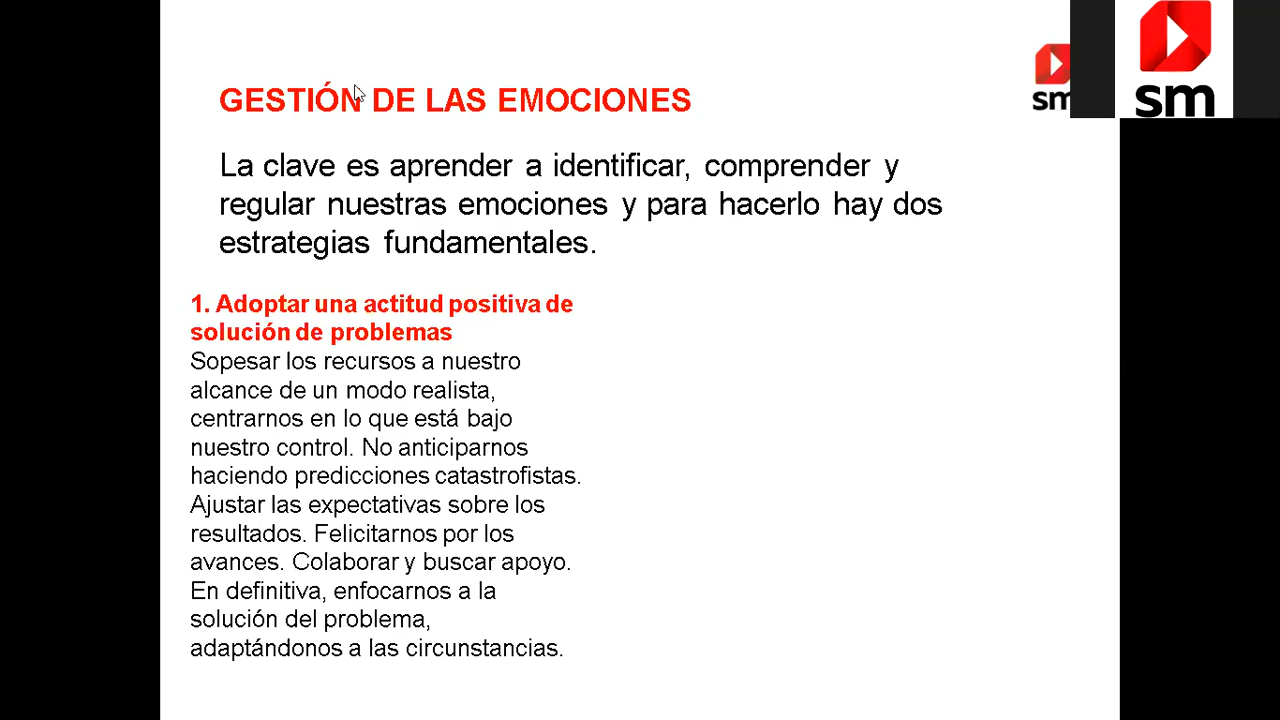 GESTIÓN DE LAS EMOCIONES
sm
sm
La clave es aprender a identificar, comprender y
regular nuestras emociones y para hacerlo hay dos
estrategias fundamentales.
1. Adoptar una actitud positiva de
solución de problemas
Sopesar los recursos a nuestro
alcance de un modo realista,
centrarnos en lo que está bajo
nuestro control. No anticiparnos
haciendo predicciones catastrofistas.
Ajustar las expectativas sobre los
resultados. Felicitarnos por los
avances. Colaborar y buscar apoyo.
En definitiva, enfocarnos a la
solución del problema,
adaptándonos a las circunstancias.